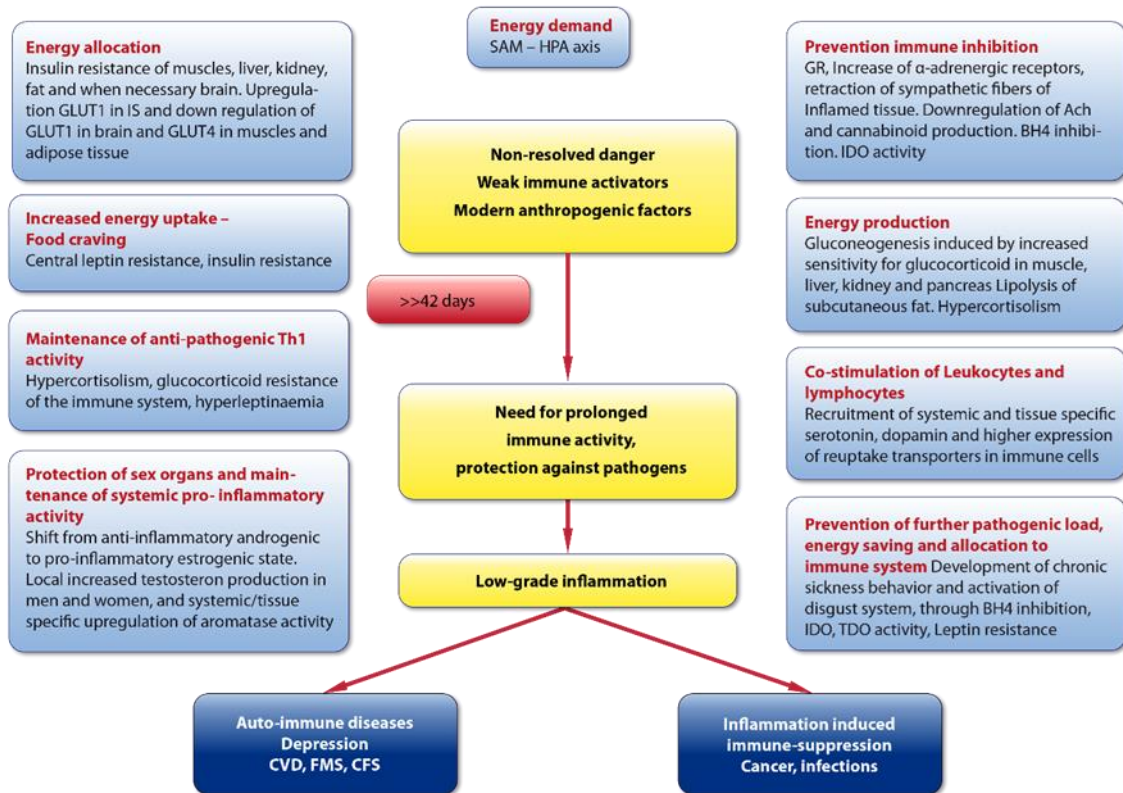 Energy demand
SAM – HPA axis
Energy allocation
Insulin resistance of muscles, liver, kidney,
fat and when necessary brain. Upregula-
tion GLUT1 in IS and down regulation of
GLUT1 in brain and GLUT4 in muscles and
adipose tissue
Increased energy uptake –
Food craving
Central leptin resistance, insulin resistance
Maintenance of anti-pathogenic Th1
activity
Hypercortisolism, glucocorticoid resistance
of the immune system, hyperleptinaemia
Protection of sex organs and main-
tenance of systemic pro- inflammatory
activity
Shift from anti-inflammatory androgenic
to pro-inflammatory estrogenic state.
Local increased testosteron production in
men and women, and systemic/tissue
specific upregulation of aromatase activity
Non-resolved danger
Weak immune activators
Modern anthropogenic factors
>>42 days
Need for prolonged
immune activity,
protection against pathogens
Low-grade inflammation
Prevention immune inhibition
GR, Increase of α-adrenergic receptors,
retraction of sympathetic fibers of
Inflamed tissue. Downregulation of Ach
and cannabinoid production. BH4 inhibi-
tion. IDO activity
Energy production
Gluconeogenesis induced by increased
sensitivity for glucocorticoid in muscle,
liver, kidney and pancreas Lipolysis of
subcutaneous fat. Hypercortisolism
Co-stimulation of Leukocytes and
lymphocytes
Recruitment of systemic and tissue specific
serotonin, dopamin and higher expression
of reuptake transporters in immune cells
Prevention of further pathogenic load,
energy saving and allocation to
immune system Development of chronic
sickness behavior and activation of
disgust system, through BH4 inhibition,
IDO, TDO activity, Leptin resistance
Auto-immune diseases
Depression
CVD, FMS, CFS
Inflammation induced
immune-suppression
Cancer, infections